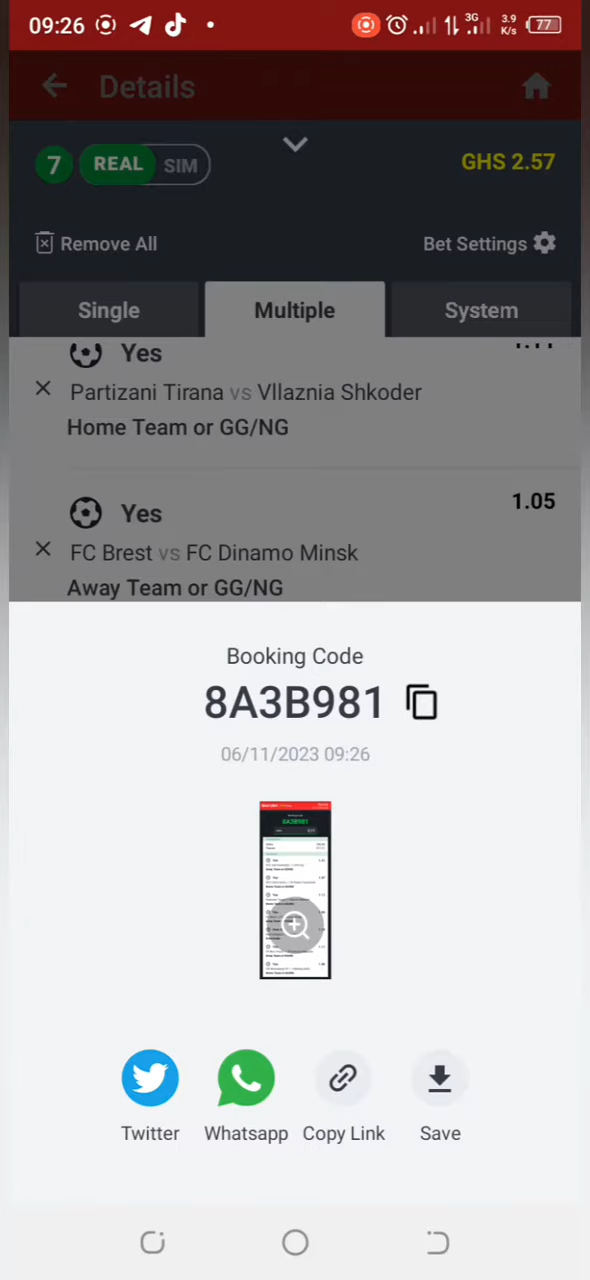 09:26
3G
3.9
K/s
77
Details
7 REAL SIM
GHS 2.57
Remove All
Bet Settings
Single
Multiple
System
Yes
Partizani Tirana vs Vllaznia Shkoder
Home Team or GG/NG
Yes
1.05
FC Brest vs FC Dinamo Minsk
Away Team or GG/NG
Booking Code
8A3B981
06/11/2023 09:26
8A3B981
Twitter
Whatsapp
Copy Link
Save